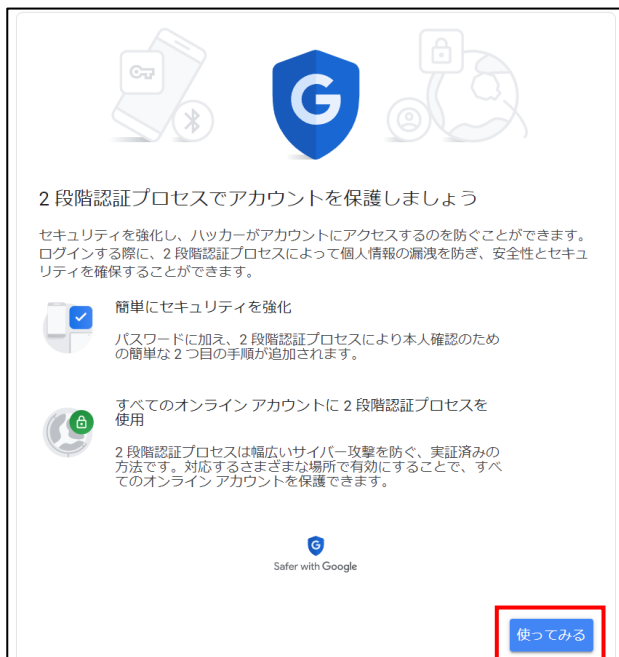 G
2 段階認証プロセスでアカウントを保護しましょう
セキュリティを強化し、ハッカーがアカウントにアクセスするのを防ぐことができます。
ログインする際に、2 段階認証プロセスによって個人情報の漏洩を防ぎ、安全性とセキュ
リティを確保することができます。
簡単にセキュリティを強化
パスワードに加え、2 段階認証プロセスにより本人確認のため
の簡単な 2 つ目の手順が追加されます。
すべてのオンライン アカウントに 2 段階認証プロセスを
使用
2 段階認証プロセスは幅広いサイバー攻撃を防ぐ、実証済みの
方法です。対応するさまざまな場所で有効にすることで、すべ
てのオンライン アカウントを保護できます。
G
Safer with Google
使ってみる